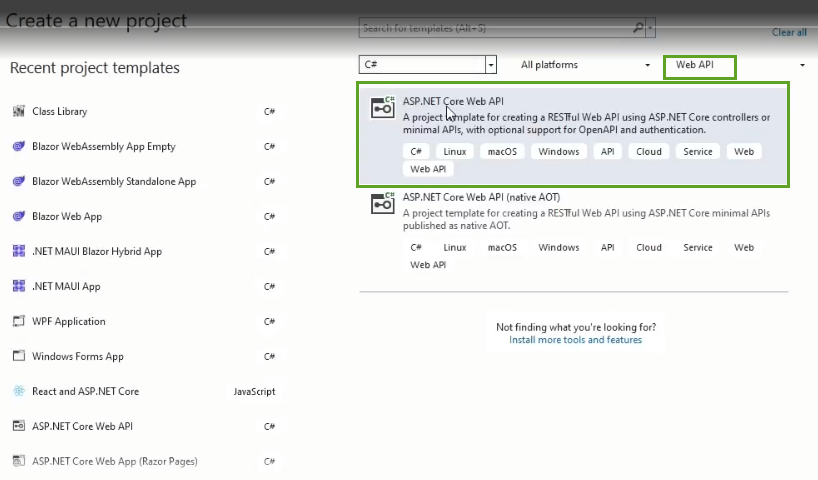 Create a new project
Search for templates (Alt+S)
Clear all
C#
All platforms
Web API
Recent project templates
Class Library
C#
Blazor WebAssembly App Empty
C#
Blazor WebAssembly Standalone App
C#
Blazor Web App
C#
.NET MAUI Blazor Hybrid App
C#
.NET MAUI App
C#
WPF Application
C#
Windows Forms App
C#
React and ASP.NET Core
JavaScript
ASP.NET Core Web API
C#
ASP.NET Core Web App (Razor Pages)
C#
ASP.NET Core Web API
A project template for creating a RESTful Web API using ASP.NET Core controllers or
minimal APIs, with optional support for OpenAPI and authentication.
C# Linux macOS Windows API Cloud Service Web
Web API
ASP.NET Core Web API (native AOT)
A project template for creating a RESTful Web API using ASP.NET Core minimal APIs
published as native AOT.
C# Linux macOS Windows API Cloud Service Web
Web API
Not finding what you're looking for?
Install more tools and features